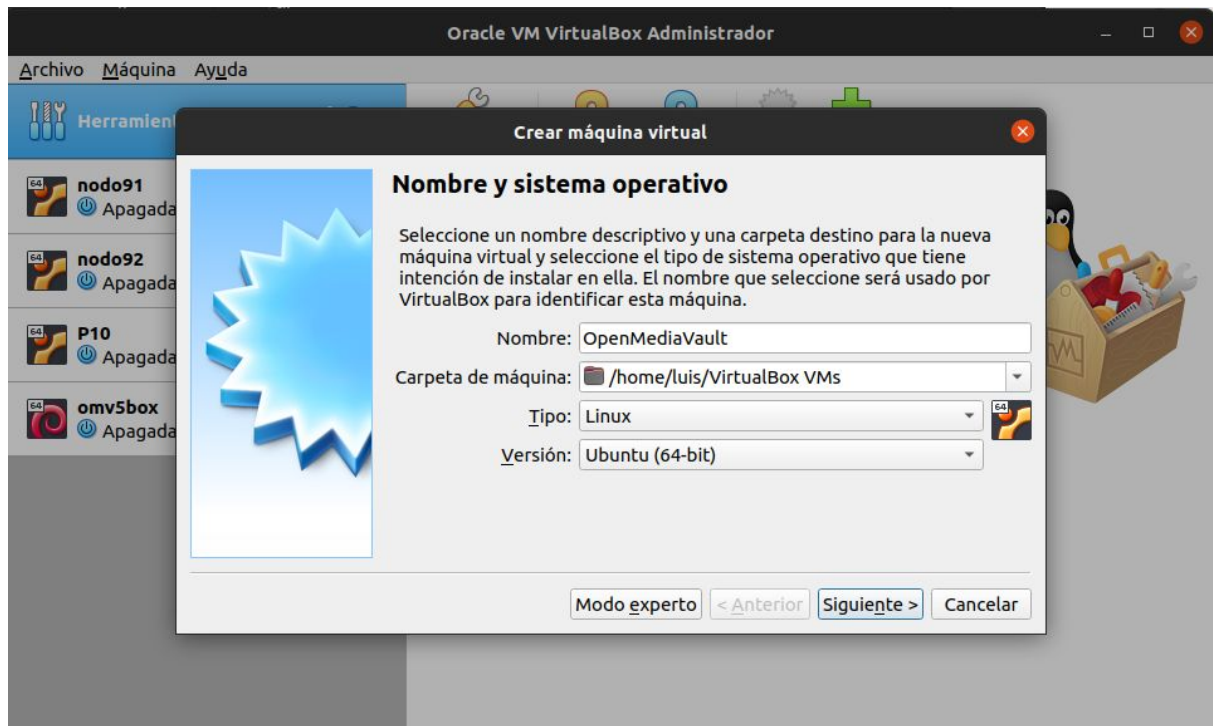 Oracle VM VirtualBox Administrador
Archivo Máquina Ayuda
Crear máquina virtual
nodo91
Apagada
nodo92
Apagada
P10
Apagada
omv5box
Apagada
Nombre y sistema operativo
Seleccione un nombre descriptivo y una carpeta destino para la nueva
máquina virtual y seleccione el tipo de sistema operativo que tiene
intención de instalar en ella. El nombre que seleccione será usado por
VirtualBox para identificar esta máquina.
Nombre: OpenMediaVault
Carpeta de máquina: /home/luis/VirtualBox VMs
Tipo: Linux
Versión: Ubuntu (64-bit)
Modo experto < Anterior Siguiente > Cancelar